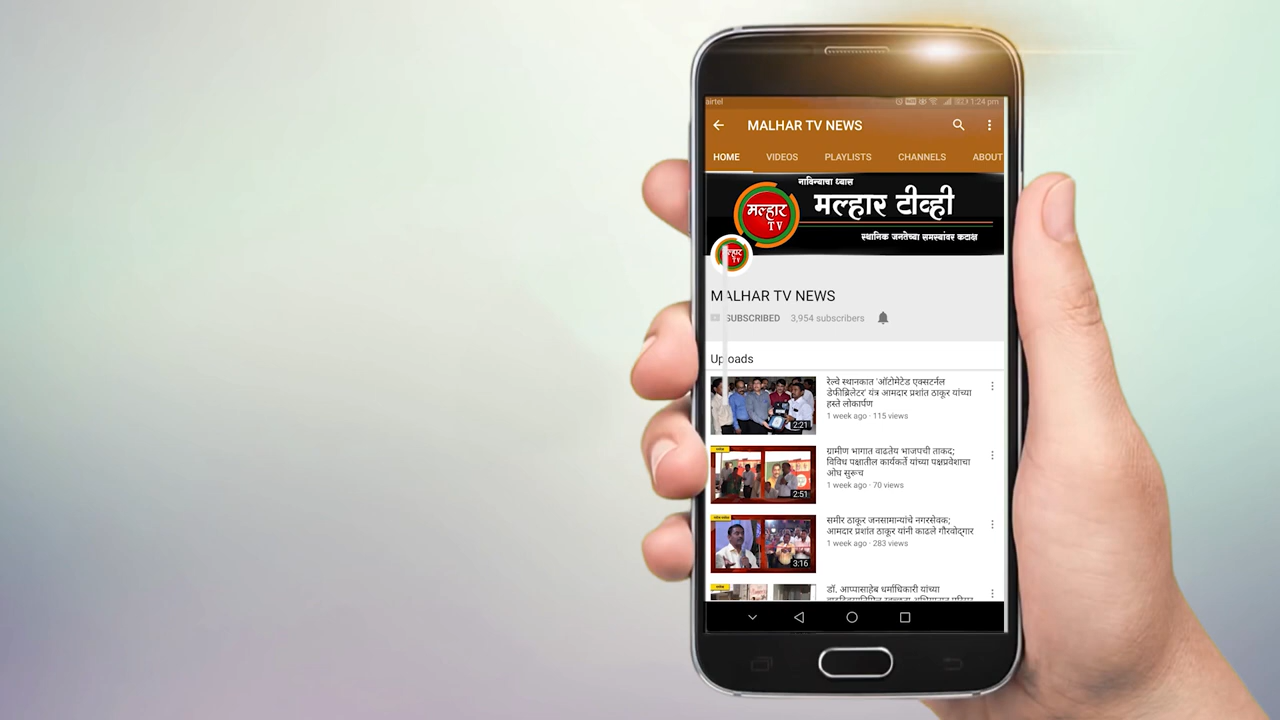 airtel 1:24 pm
MALHAR TV NEWS
HOME VIDEOS PLAYLISTS CHANNELS ABOUT
नाविन्याचा ध्यास
मल्हार टीव्ही
मल्हार
TV
स्थानिक जनतेच्या समस्यांवर कटाक्ष
मल्हार
TV
MALHAR TV NEWS
SUBSCRIBED 3,954 subscribers
Uploads
रेल्वे स्थानकात 'ऑटोमेटेड एक्सटर्नल
डेफीब्रिलेटर' यंत्र आमदार प्रशांत ठाकूर यांच्या
हस्ते लोकार्पण
1 week ago · 115 views
2:21
ग्रामीण भागात वाढतेय भाजपची ताकद;
विविध पक्षातील कार्यकर्ते यांच्या पक्षप्रवेशाचा
ओघ सुरूच
1 week ago · 70 views
2:51
समीर ठाकूर जनसामान्यांचे नगरसेवक;
आमदार प्रशांत ठाकूर यांनी काढले गौरवोद्गार
1 week ago · 283 views
3:16
डॉ. आप्पासाहेब धर्माधिकारी यांच्या